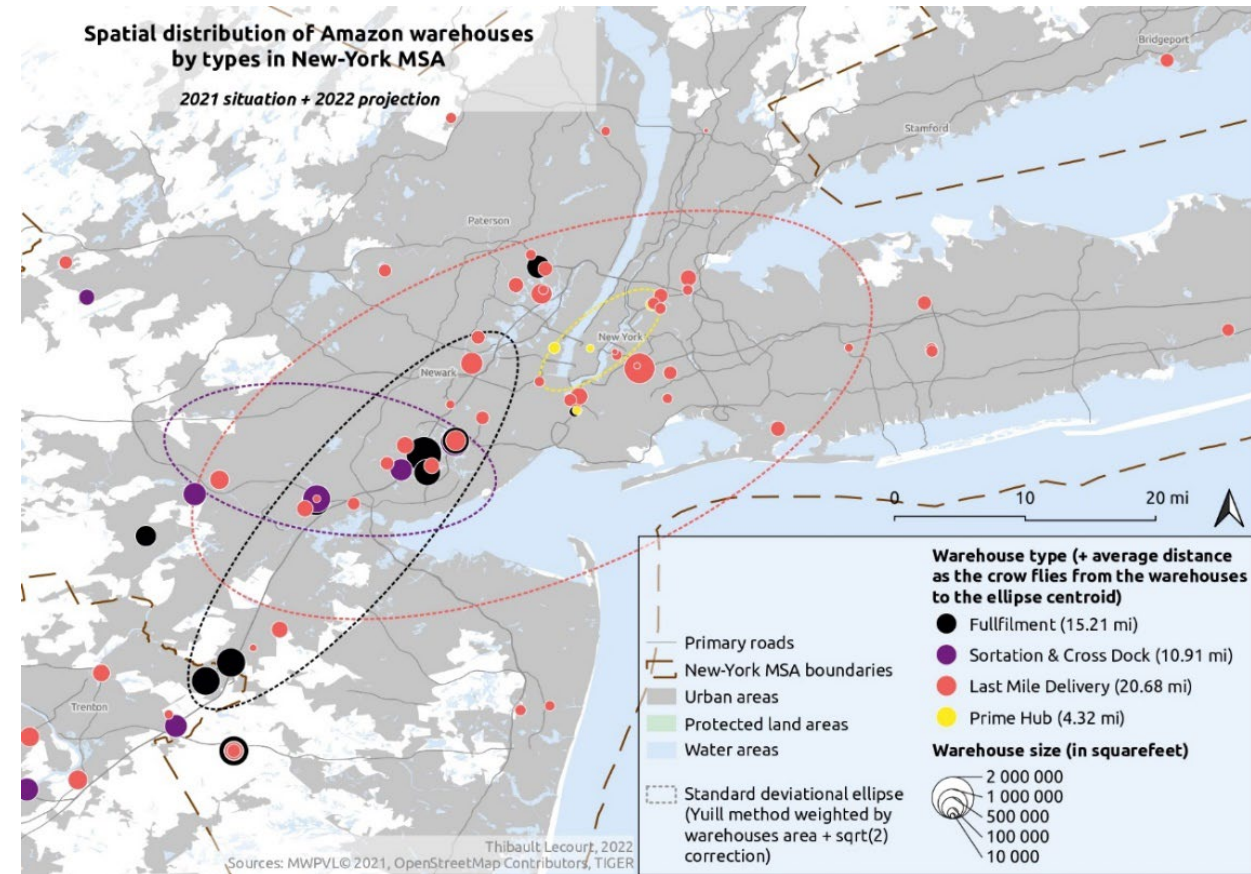 Spatial distribution of Amazon warehouses
by types in New-York MSA
2021 situation + 2022 projection
Bridgeport
Stamford
Paterson
New York
Newark
Trenton
0 10 20 mi
Primary roads
New-York MSA boundaries
Urban areas
Protected land areas
Water areas
Standard deviational ellipse
(Yuill method weighted by
warehouses area + sqrt(2)
correction)
Warehouse type (+ average distance
as the crow flies from the warehouses
to the ellipse centroid)
Fullfilment (15.21 mi)
Sortation & Cross Dock (10.91 mi)
Last Mile Delivery (20.68 mi)
Prime Hub (4.32 mi)
Warehouse size (in squarefeet)
2 000 000
1 000 000
500 000
100 000
10 000
Thibault Lecourt, 2022
Sources: MWPVL© 2021, OpenStreetMap Contributors, TIGER